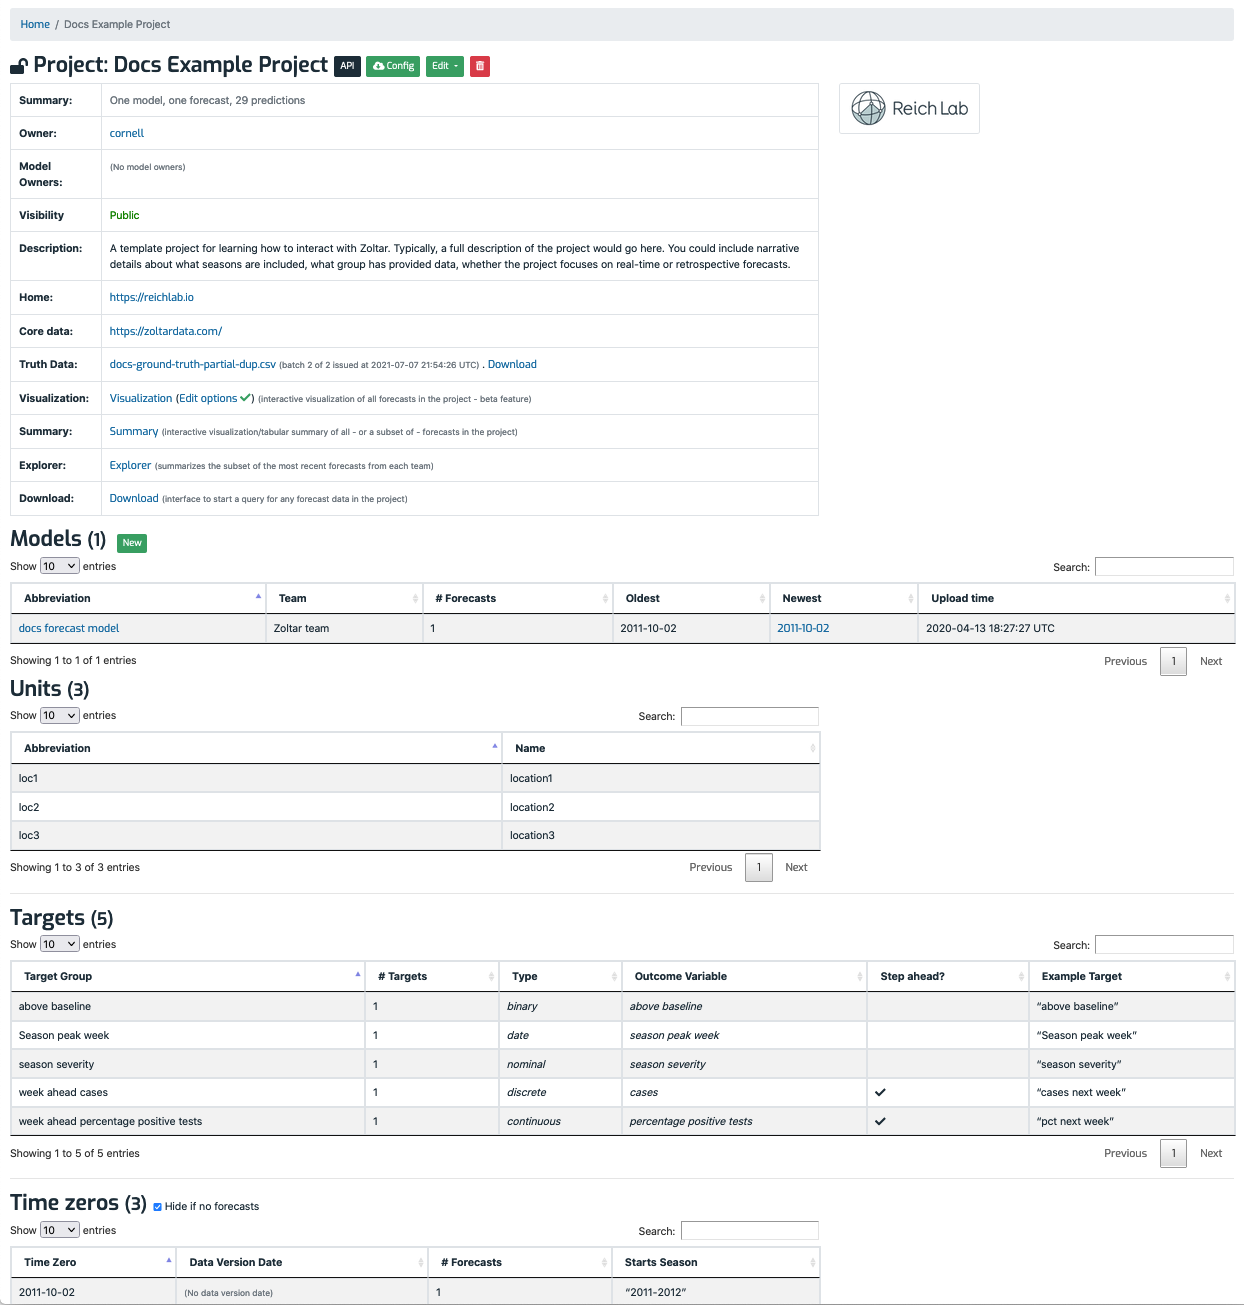 Home / Docs Example Project
Project: Docs Example Project API Config Edit
Summary: One model, one forecast, 29 predictions
Reich Lab
Owner: cornell
Model Owners: (No model owners)
Visibility Public
Description: A template project for learning how to interact with Zoltar. Typically, a full description of the project would go here. You could include narrative
details about what seasons are included, what group has provided data, whether the project focuses on real-time or retrospective forecasts.
Home: https://reichlab.io
Core data: https://zoltardata.com/
Truth Data: docs-ground-truth-partial-dup.csv (batch 2 of 2 issued at 2021-07-07 21:54:26 UTC) . Download
Visualization: Visualization (Edit options ✓) (interactive visualization of all forecasts in the project - beta feature)
Summary: Summary (interactive visualization/tabular summary of all - or a subset of - forecasts in the project)
Explorer: Explorer (summarizes the subset of the most recent forecasts from each team)
Download: Download (interface to start a query for any forecast data in the project)
Models (1) New
Show 10 entries Search:
Abbreviation Team # Forecasts Oldest Newest Upload time
docs forecast model Zoltar team 1 2011-10-02 2011-10-02 2020-04-13 18:27:27 UTC
Showing 1 to 1 of 1 entries Previous 1 Next
Units (3)
Show 10 entries Search:
Abbreviation Name
loc1 location1
loc2 location2
loc3 location3
Showing 1 to 3 of 3 entries Previous 1 Next
Targets (5)
Show 10 entries Search:
Target Group # Targets Type Outcome Variable Step ahead? Example Target
above baseline 1 binary above baseline “above baseline”
Season peak week 1 date season peak week “Season peak week”
season severity 1 nominal season severity “season severity”
week ahead cases 1 discrete cases ✓ “cases next week”
week ahead percentage positive tests 1 continuous percentage positive tests ✓ “pct next week”
Showing 1 to 5 of 5 entries Previous 1 Next
Time zeros (3) Hide if no forecasts
Show 10 entries Search:
Time Zero Data Version Date # Forecasts Starts Season
2011-10-02 (No data version date) 1 “2011-2012”